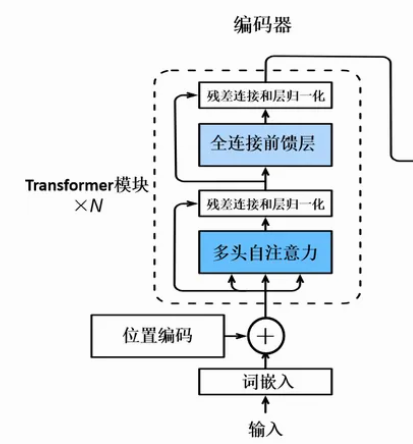 编码器
残差连接和层归一化
全连接前馈层
Transformer模块
×N
残差连接和层归一化
多头自注意力
位置编码
+
词嵌入
输入